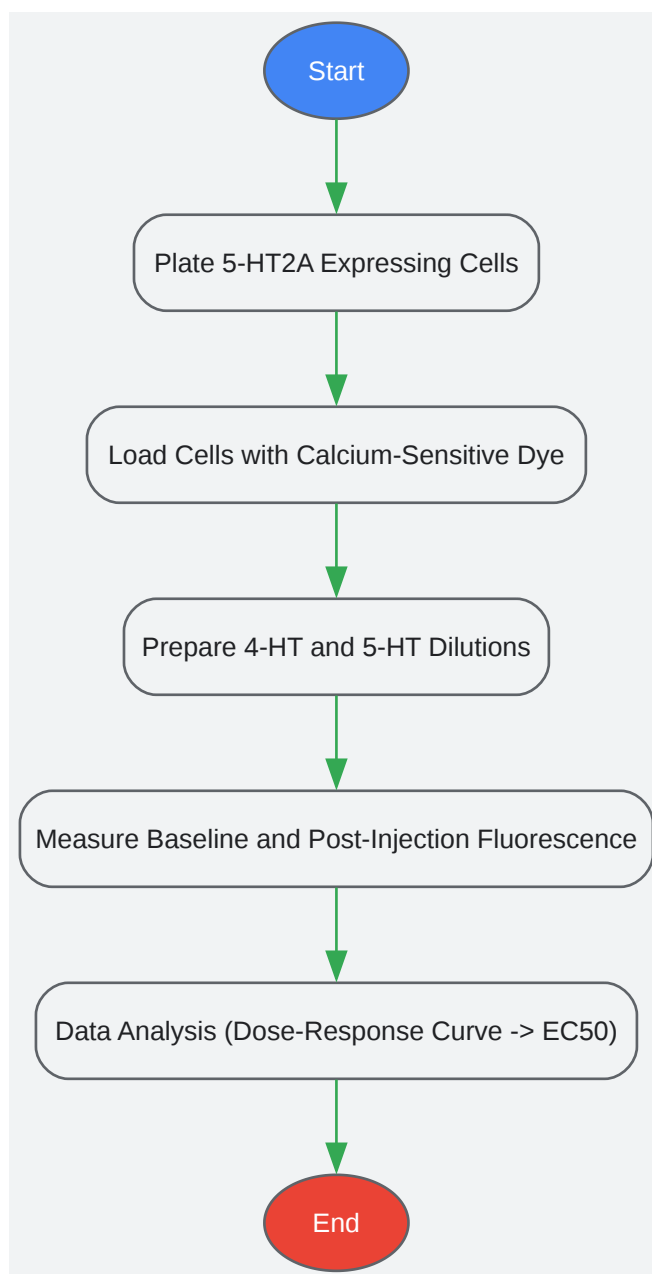 Start
Plate 5-HT2A Expressing Cells
Load Cells with Calcium-Sensitive Dye
Prepare 4-HT and 5-HT Dilutions
Measure Baseline and Post-Injection Fluorescence
Data Analysis (Dose-Response Curve -> EC50)
End